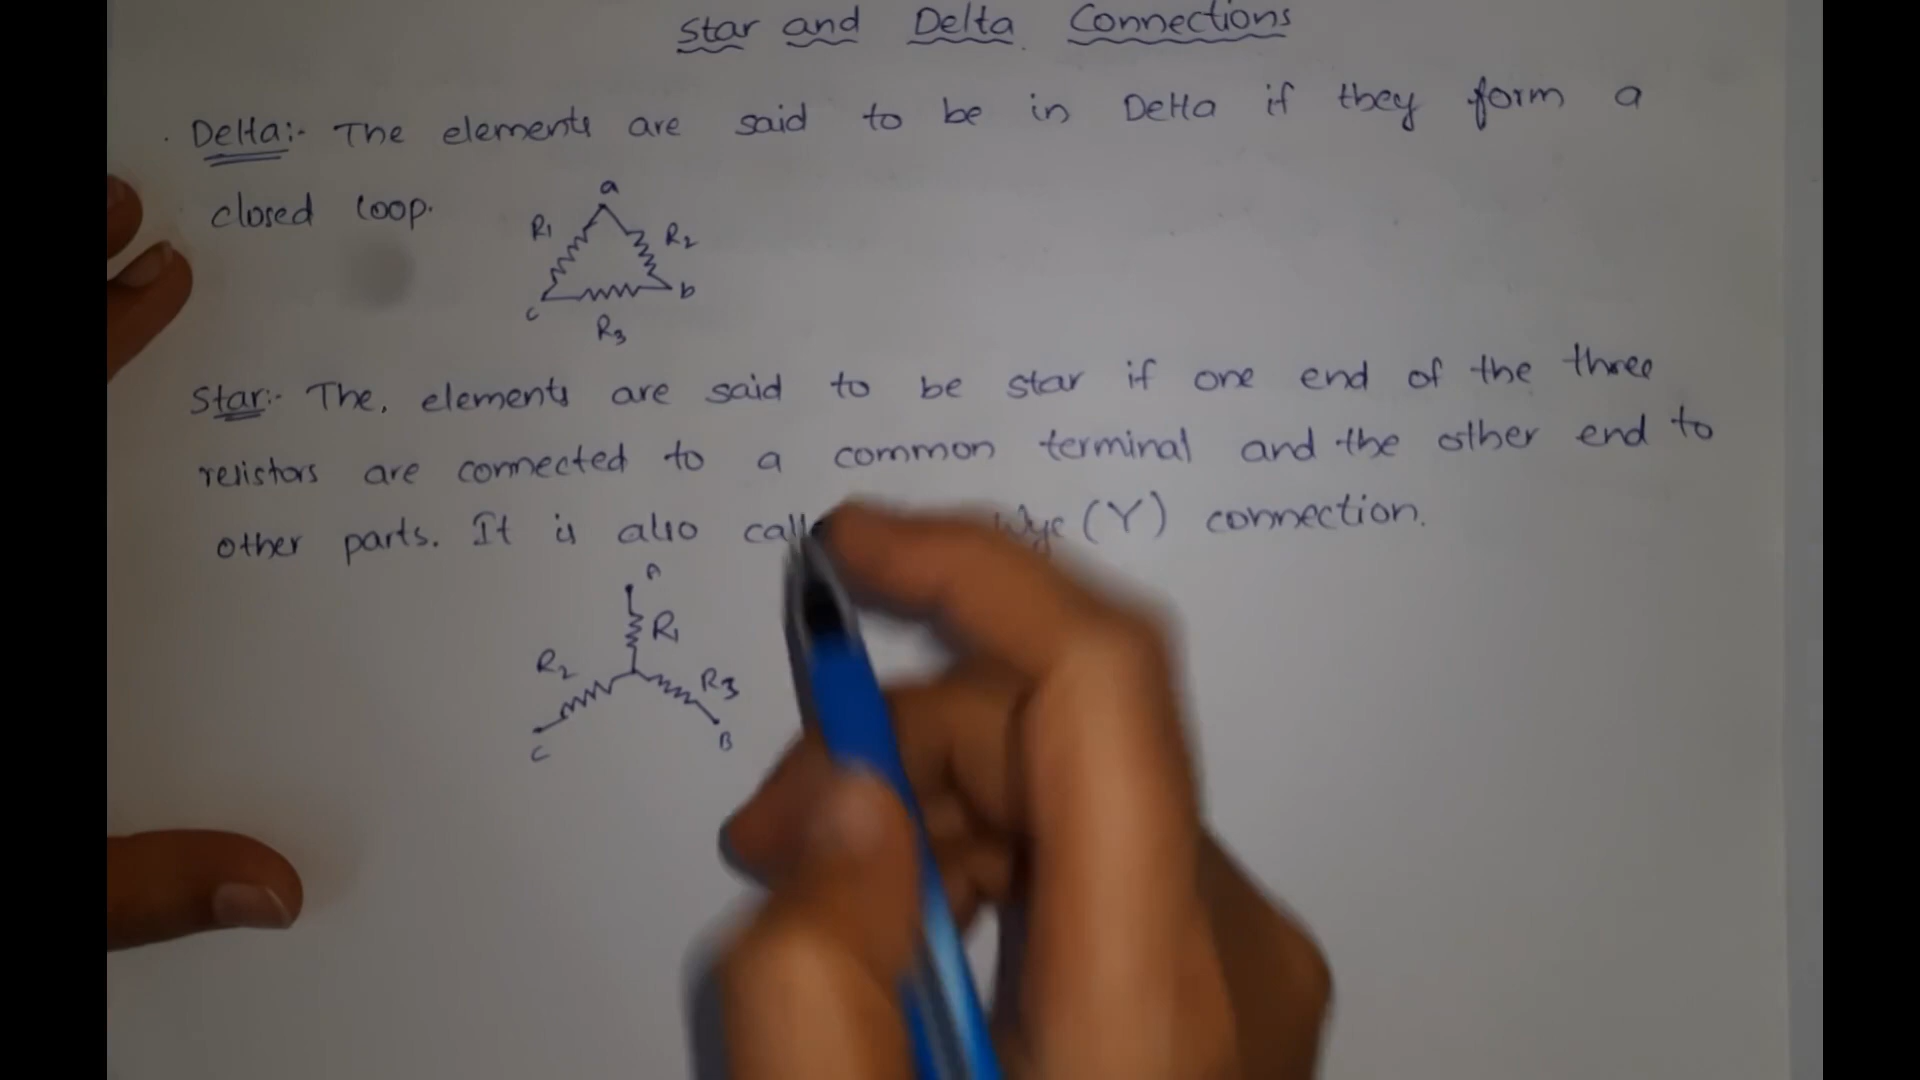 Star and Delta Connections
Delta:- The elements are said to be in Delta if they form a
closed loop.
a
R1
R2
c
b
R3
Star:- The, elements are said to be star if one end of the three
resistors are connected to a common terminal and the other end to
other parts. It is also Wye (Y) connection.
A
R1
R2
R3
C
B